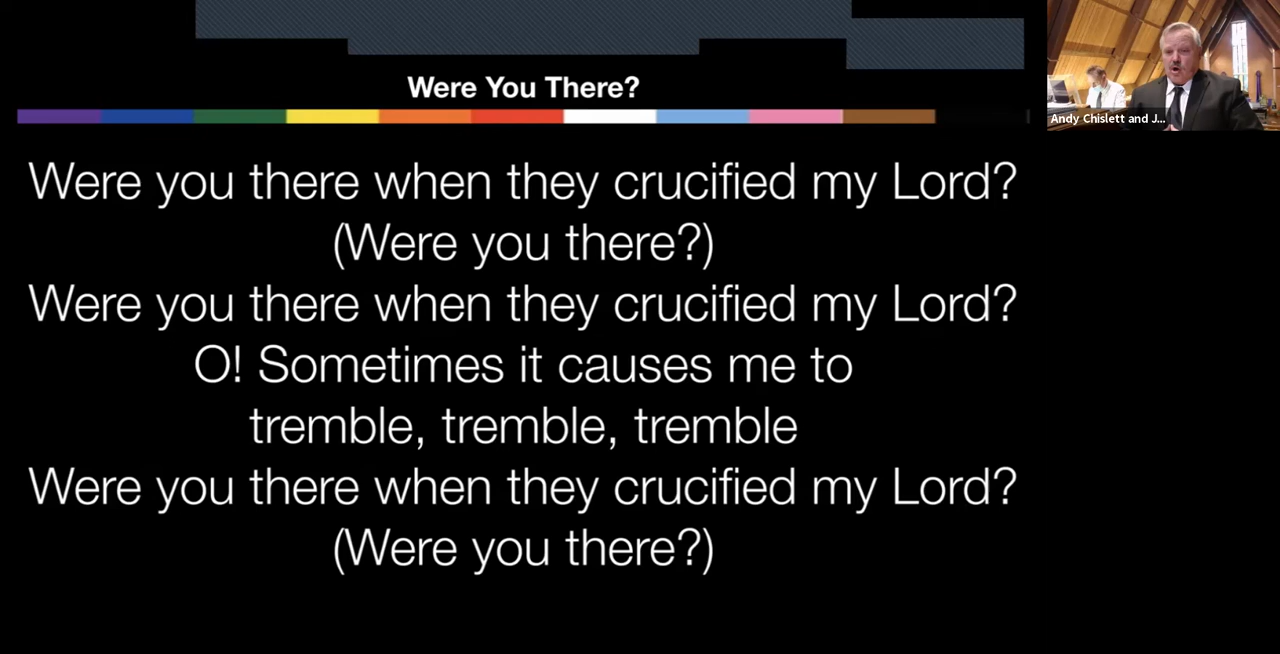 Were You There?
Andy Chislett and J...
Were you there when they crucified my Lord?
(Were you there?)
Were you there when they crucified my Lord?
O! Sometimes it causes me to
tremble, tremble, tremble
Were you there when they crucified my Lord?
(Were you there?)